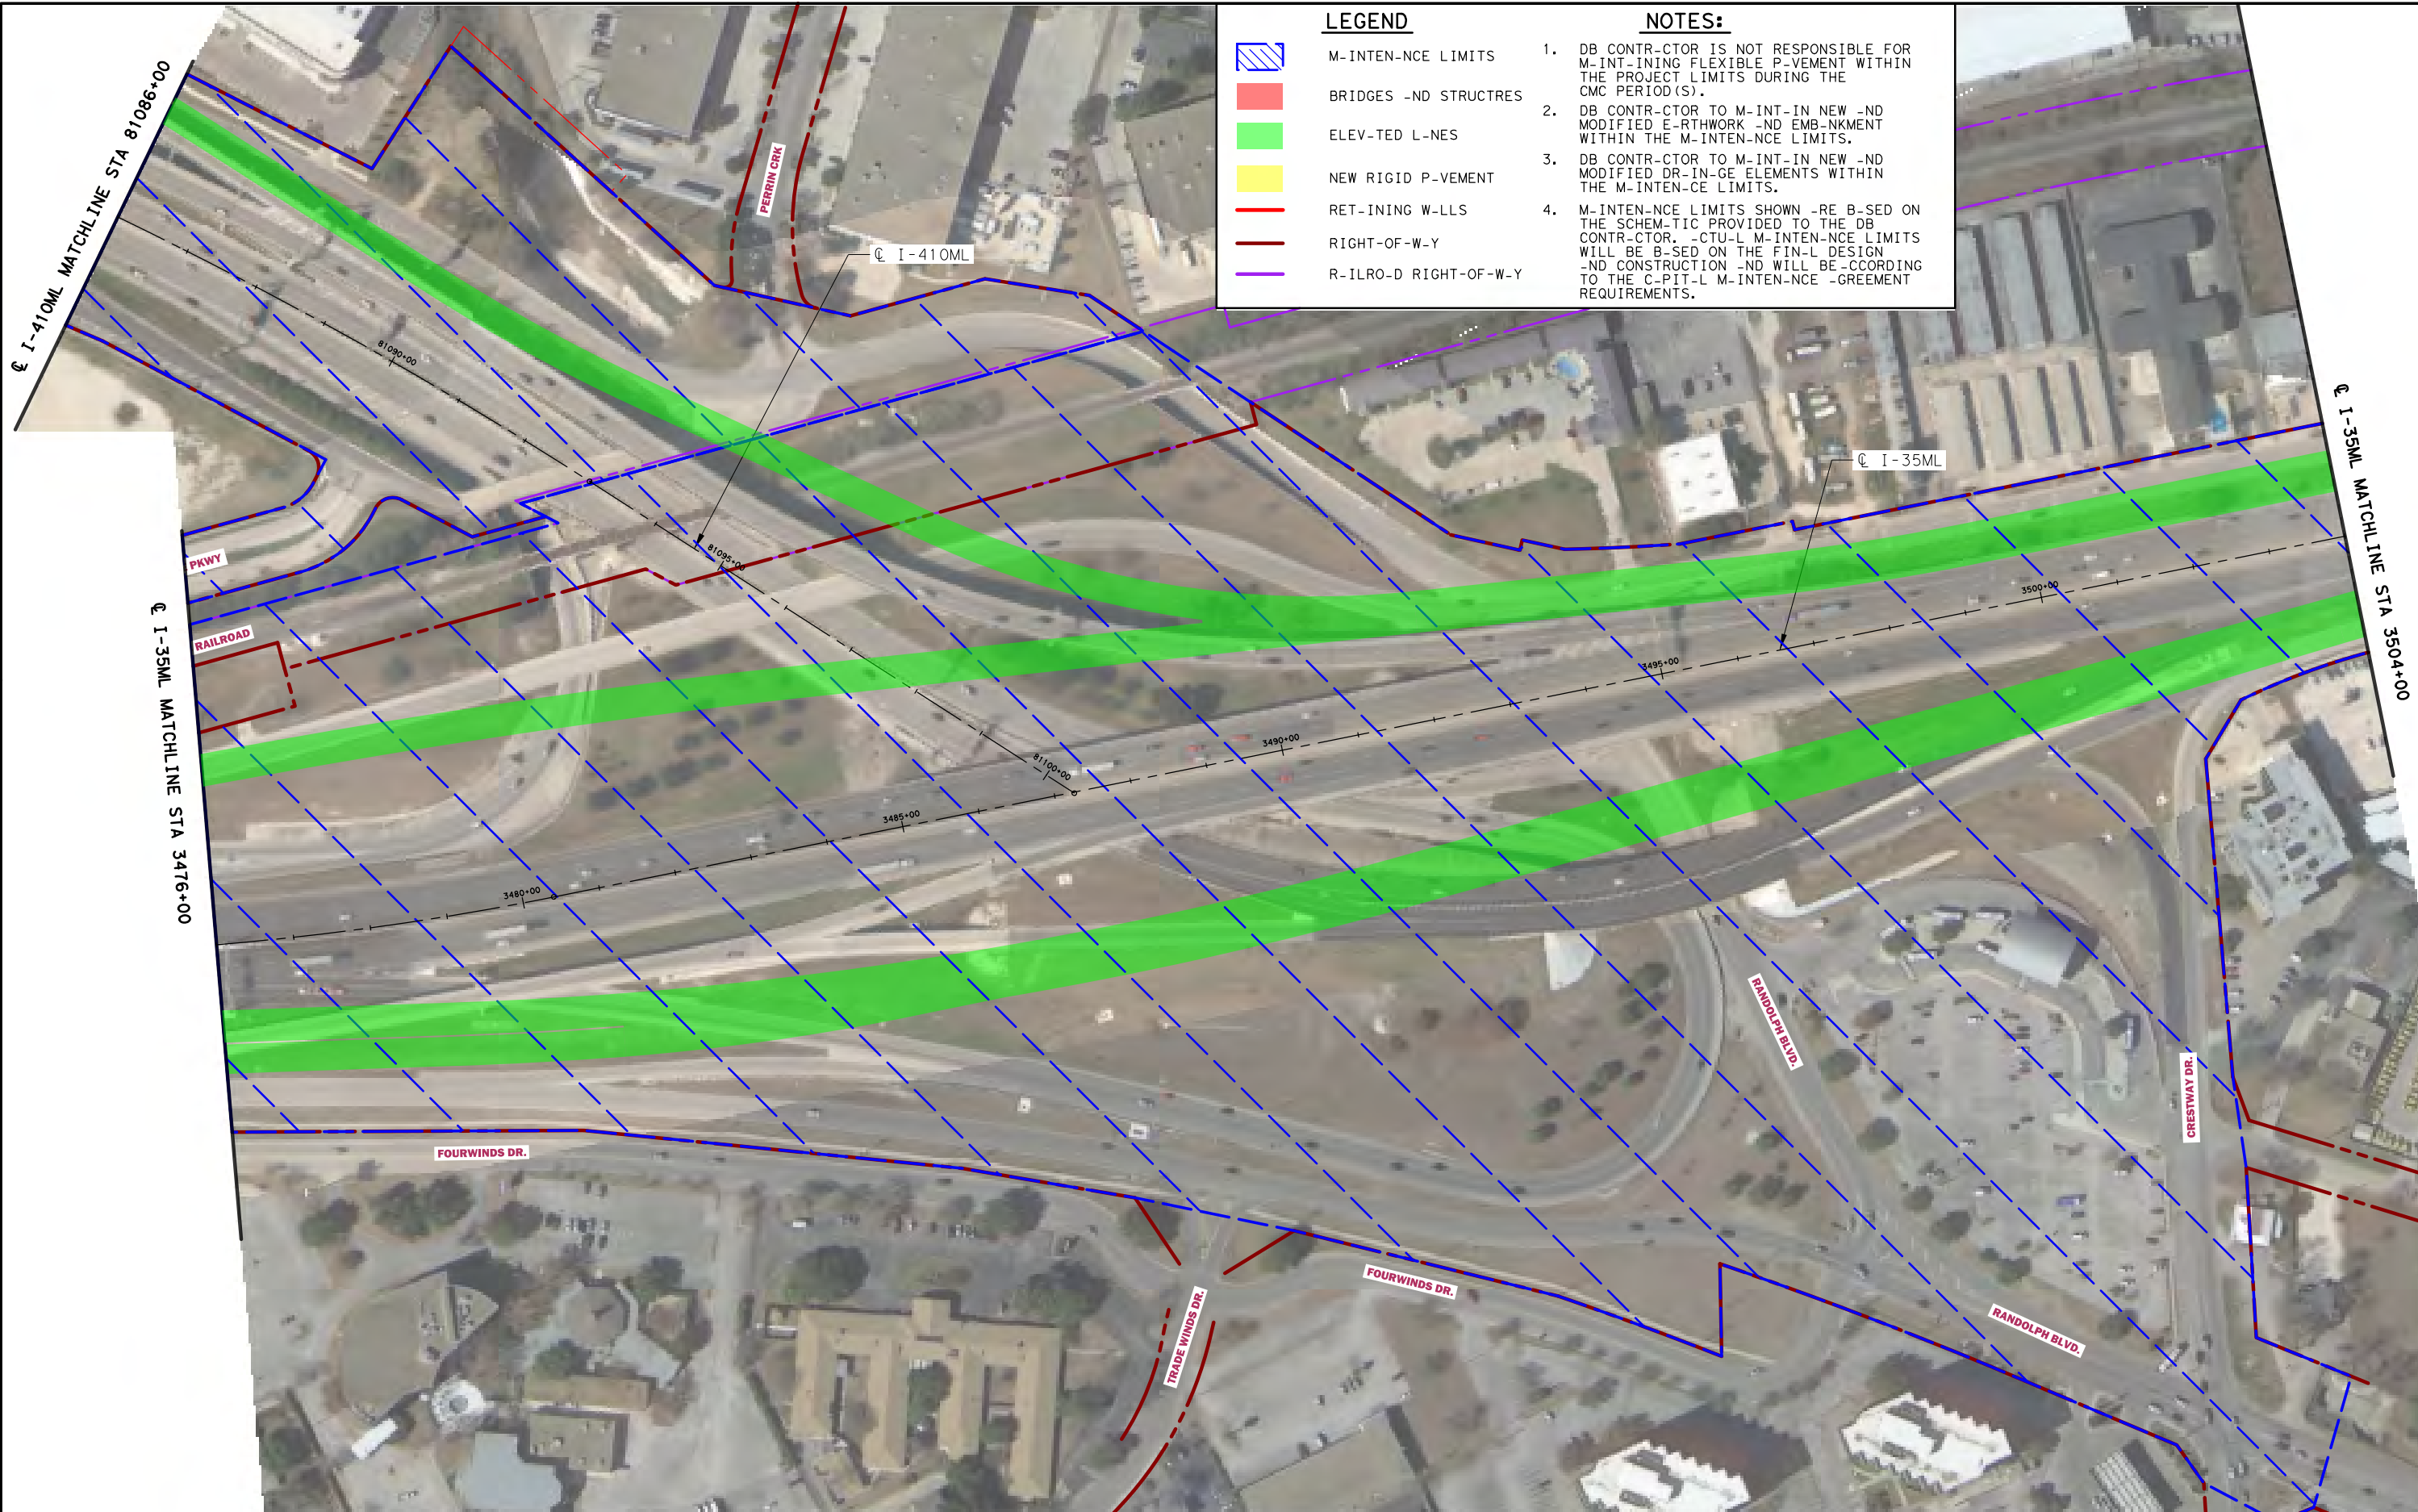 LEGEND
M-INTEN-NCE LIMITS
BRIDGES -ND STRUCTRES
ELEV-TED L-NES
NEW RIGID P-VEMENT
RET-INING W-LLS
RIGHT-OF-W-Y
R-ILRO-D RIGHT-OF-W-Y
NOTES:
1. DB CONTR-CTOR IS NOT RESPONSIBLE FOR
M-INT-INING FLEXIBLE P-VEMENT WITHIN
THE PROJECT LIMITS DURING THE
CMC PERIOD(S).
2. DB CONTR-CTOR TO M-INT-IN NEW -ND
MODIFIED E-RTHWORK -ND EMB-NKMENT
WITHIN THE M-INTEN-NCE LIMITS.
3. DB CONTR-CTOR TO M-INT-IN NEW -ND
MODIFIED DR-IN-GE ELEMENTS WITHIN
THE M-INTEN-CE LIMITS.
4. M-INTEN-NCE LIMITS SHOWN -RE B-SED ON
THE SCHEM-TIC PROVIDED TO THE DB
CONTR-CTOR. -CTU-L M-INTEN-NCE LIMITS
WILL BE B-SED ON THE FIN-L DESIGN
-ND CONSTRUCTION -ND WILL BE -CCORDING
TO THE C-PIT-L M-INTEN-NCE -GREEMENT
REQUIREMENTS.
℄ I-410ML MATCHLINE STA 81086+00
PERRIN CRK
℄ I-410ML
81090+00
℄ I-35ML
℄ I-35ML MATCHLINE STA 3504+00
PKWY
81095+00
3500+00
RAILROAD
℄ I-35ML MATCHLINE STA 3476+00
3495+00
3490+00
81100+00
3485+00
3480+00
RANDOLPH BLVD.
CRESTWAY DR.
FOURWINDS DR.
FOURWINDS DR.
TRADE WINDS DR.
RANDOLPH BLVD.